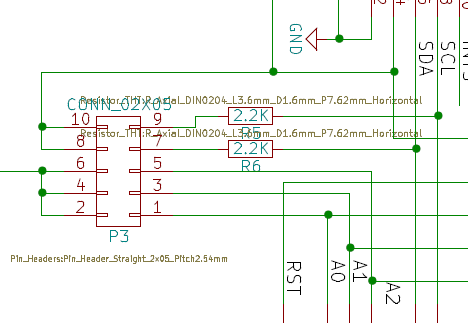 GND
SDA
SCL
CONN_02X05
Resistor_THT:R_Axial_DIN0204_L3.6mm_D1.6mm_P7.62mm_Horizontal
10
9
2.2K
R5
Resistor_THT:R_Axial_DIN0204_L3.6mm_D1.6mm_P7.62mm_Horizontal
8
7
2.2K
R6
6
5
4
3
2
1
P3
Pin_Headers:Pin_Header_Straight_2x05_Pitch2.54mm
RST
A0
A1
A2